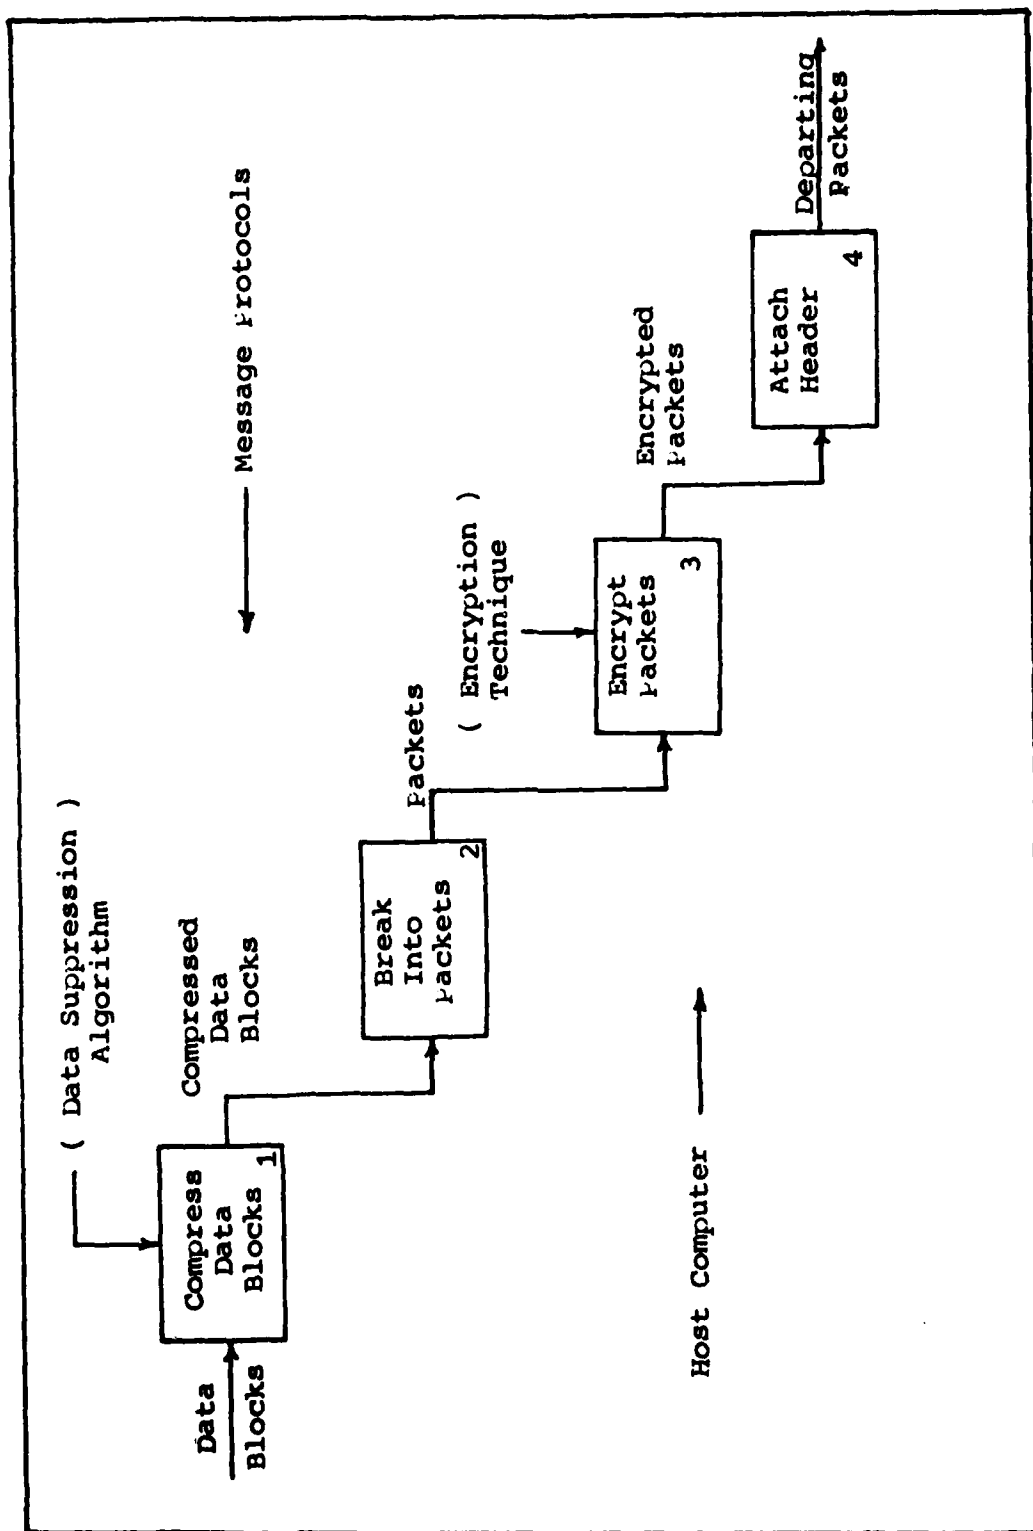 ( Data Suppression )
Algorithm
Message Protocols
Data
Blocks
Compress
Data
Blocks
1
Compressed
Data
Blocks
Break
Into
Packets
2
Packets
( Encryption )
Technique
Encrypt
Packets
3
Encrypted
Packets
Attach
Header
4
Departing
Packets
Host Computer